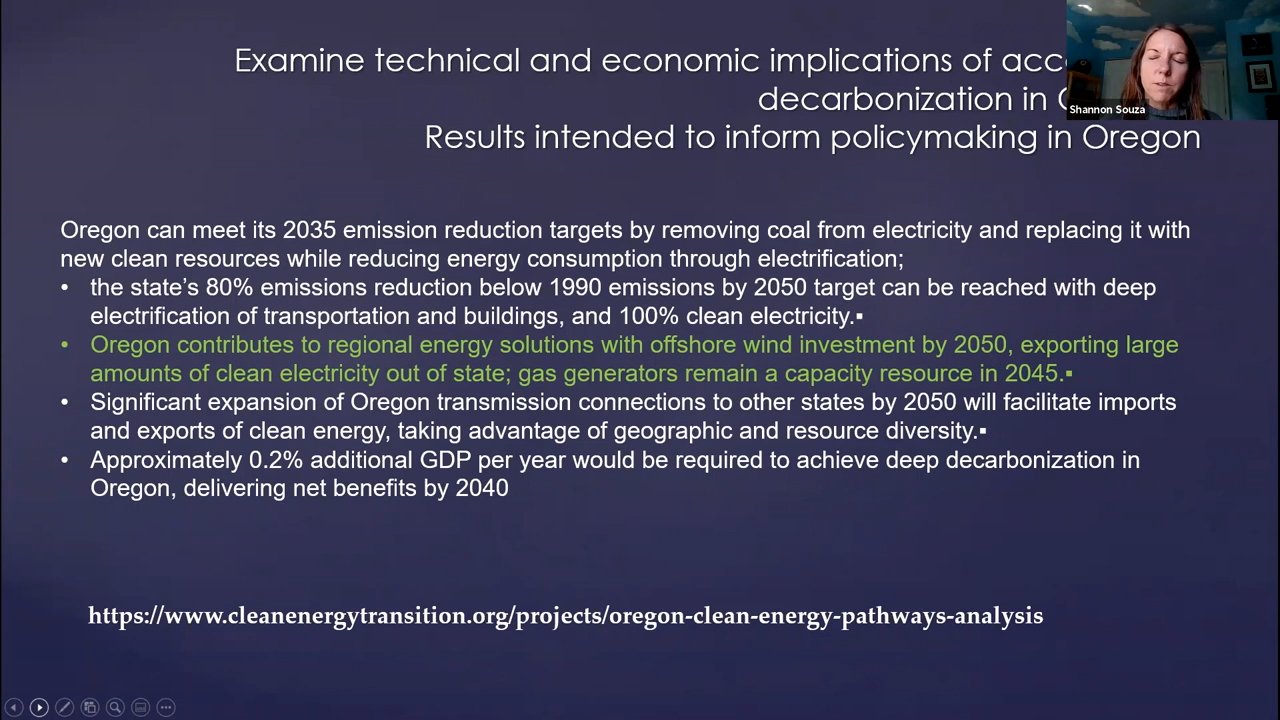 Examine technical and economic implications of acc
decarbonization in
Results intended to inform policymaking in Oregon
Shannon Souza
Oregon can meet its 2035 emission reduction targets by removing coal from electricity and replacing it with
new clean resources while reducing energy consumption through electrification;
• the state’s 80% emissions reduction below 1990 emissions by 2050 target can be reached with deep
electrification of transportation and buildings, and 100% clean electricity.▪
• Oregon contributes to regional energy solutions with offshore wind investment by 2050, exporting large
amounts of clean electricity out of state; gas generators remain a capacity resource in 2045.▪
• Significant expansion of Oregon transmission connections to other states by 2050 will facilitate imports
and exports of clean energy, taking advantage of geographic and resource diversity.▪
• Approximately 0.2% additional GDP per year would be required to achieve deep decarbonization in
Oregon, delivering net benefits by 2040
https://www.cleanenergytransition.org/projects/oregon-clean-energy-pathways-analysis